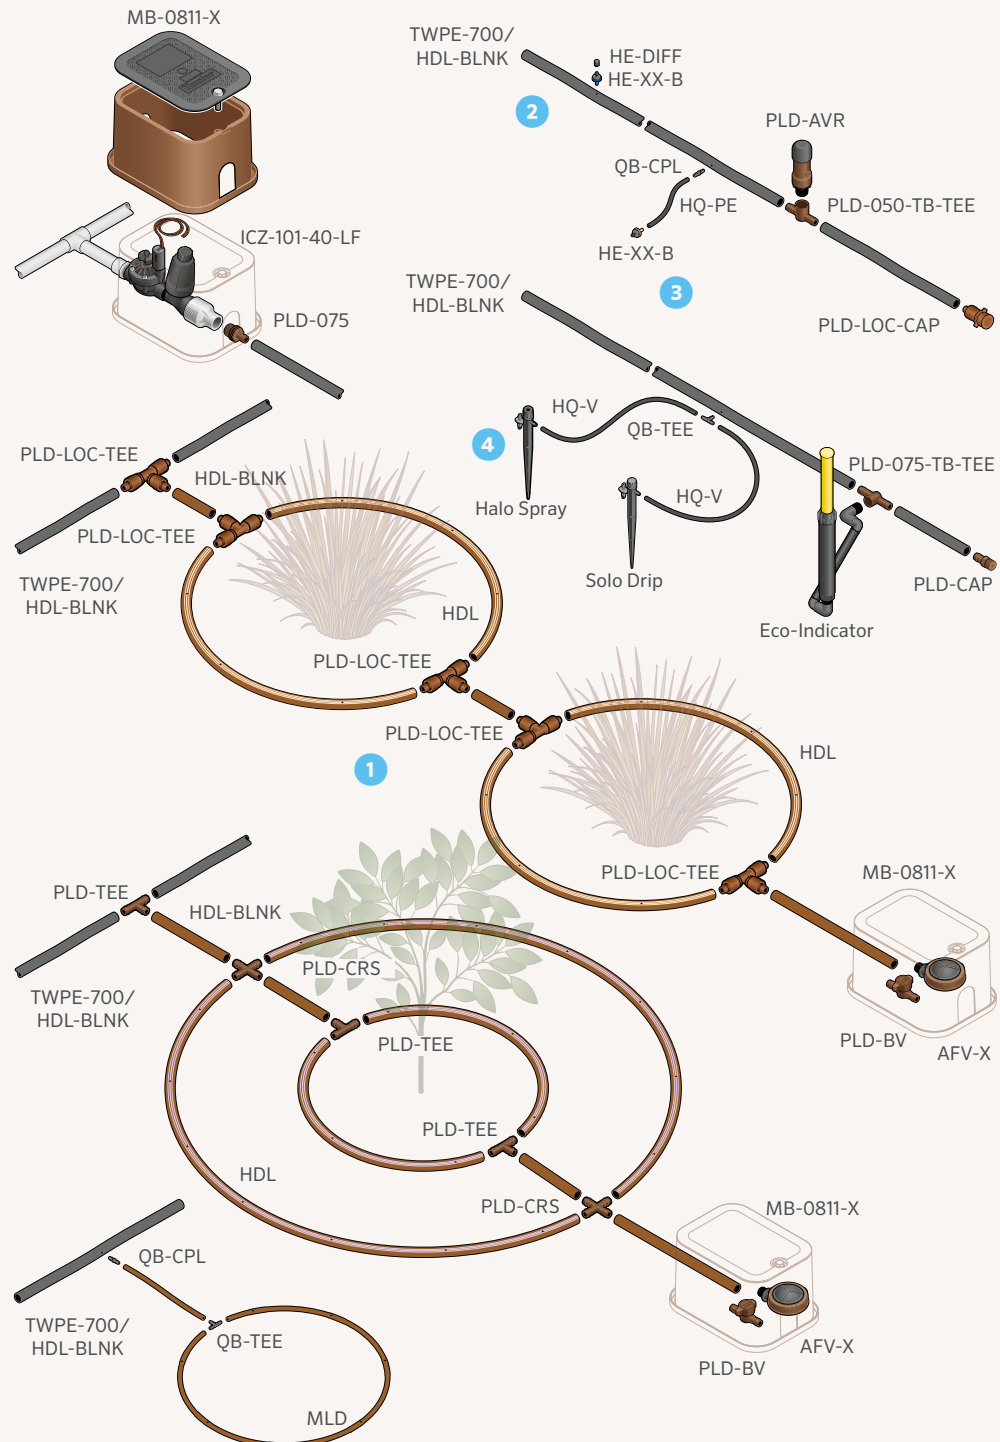 MB-0811-X
TWPE-700/
HDL-BLNK
HE-DIFF
HE-XX-B
2
PLD-AVR
QB-CPL
HQ-PE
PLD-050-TB-TEE
HE-XX-B
ICZ-101-40-LF
PLD-075
TWPE-700/
HDL-BLNK
3
PLD-LOC-CAP
HQ-V
QB-TEE
4
PLD-LOC-TEE
HDL-BLNK
PLD-075-TB-TEE
HQ-V
Halo Spray
PLD-LOC-TEE
Solo Drip
TWPE-700/
HDL-BLNK
PLD-CAP
HDL
Eco-Indicator
PLD-LOC-TEE
PLD-LOC-TEE
HDL
1
PLD-LOC-TEE
MB-0811-X
PLD-TEE
HDL-BLNK
PLD-CRS
TWPE-700/
HDL-BLNK
PLD-TEE
PLD-BV
AFV-X
PLD-TEE
HDL
PLD-CRS
MB-0811-X
QB-CPL
TWPE-700/
HDL-BLNK
QB-TEE
AFV-X
PLD-BV
MLD